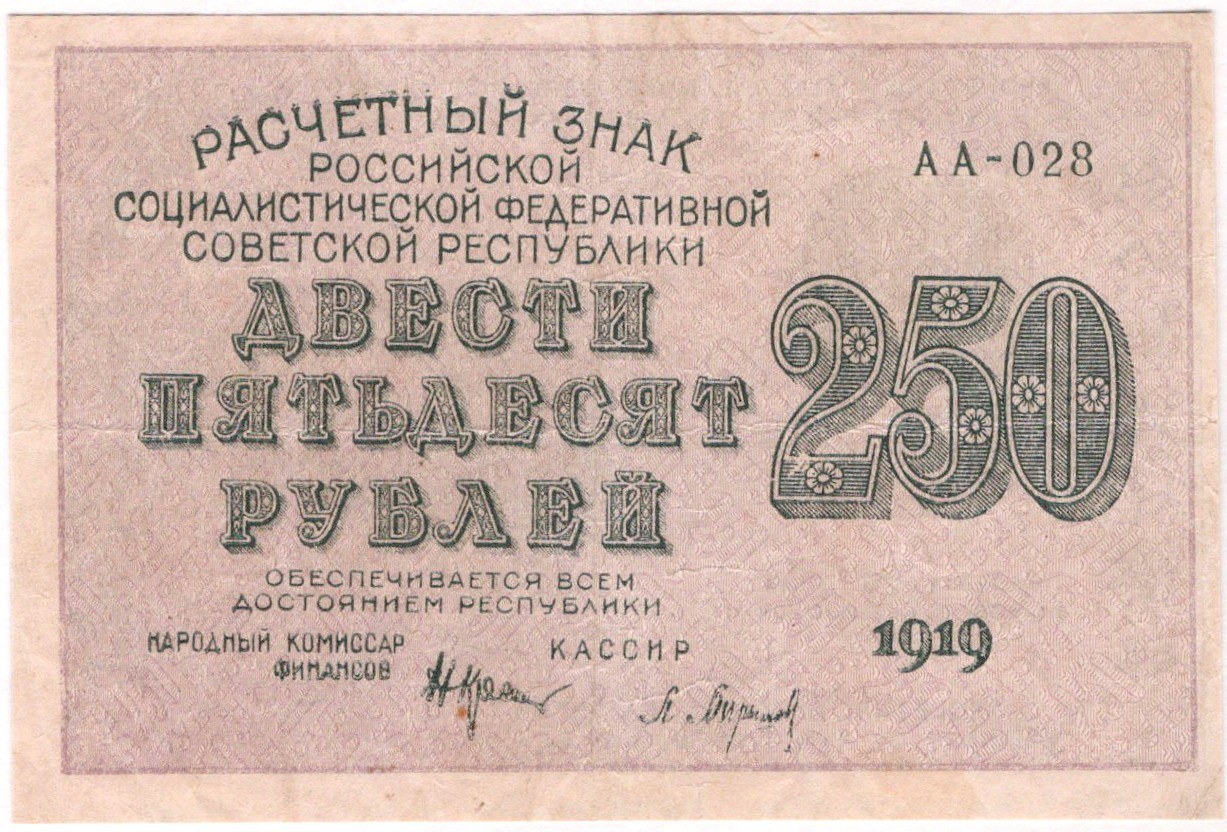 РАСЧЕТНЫЙ ЗНАК
РОССИЙСКОЙ
СОЦИАЛИСТИЧЕСКОЙ ФЕДЕРАТИВНОЙ
СОВЕТСКОЙ РЕСПУБЛИКИ
АА-028
ДВЕСТИ
ПЯТЬДЕСЯТ
РУБЛЕЙ
250
ОБЕСПЕЧИВАЕТСЯ ВСЕМ
ДОСТОЯНИЕМ РЕСПУБЛИКИ
НАРОДНЫЙ КОМИССАР
ФИНАНСОВ
КАССИР
1919